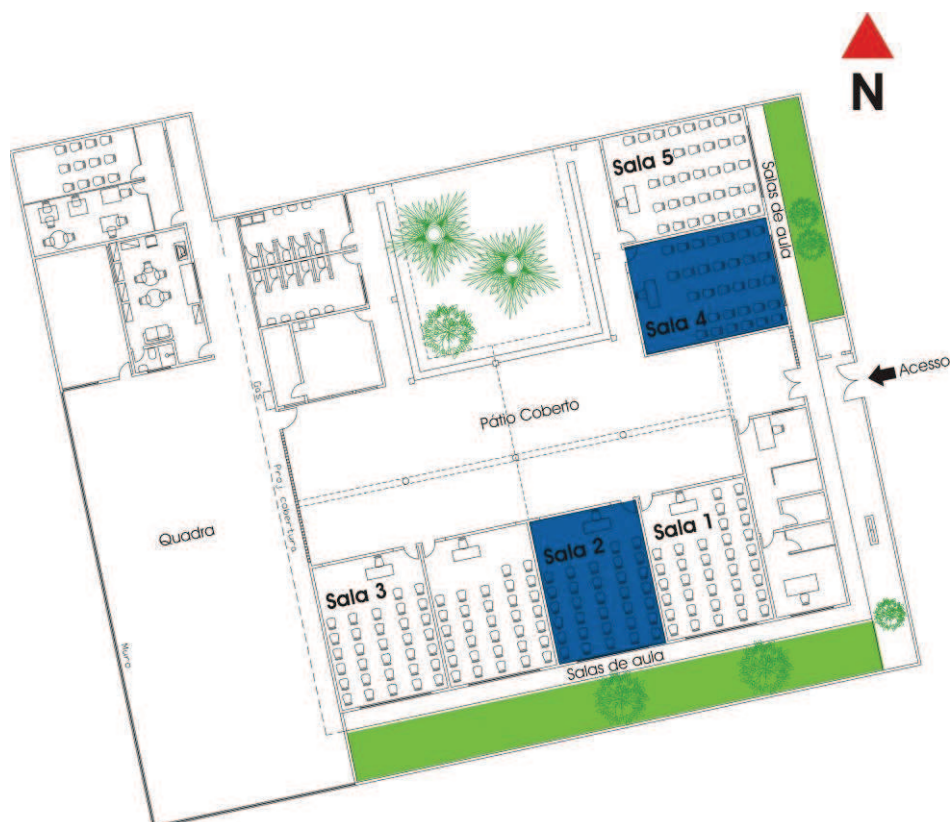 N
Sala 5
Salas de aula
Sala 4
Acesso
Gas
Pátio Coberto
Proj. cobertura
Quadra
Sala 1
Sala 2
Sala 3
Muro
Salas de aula